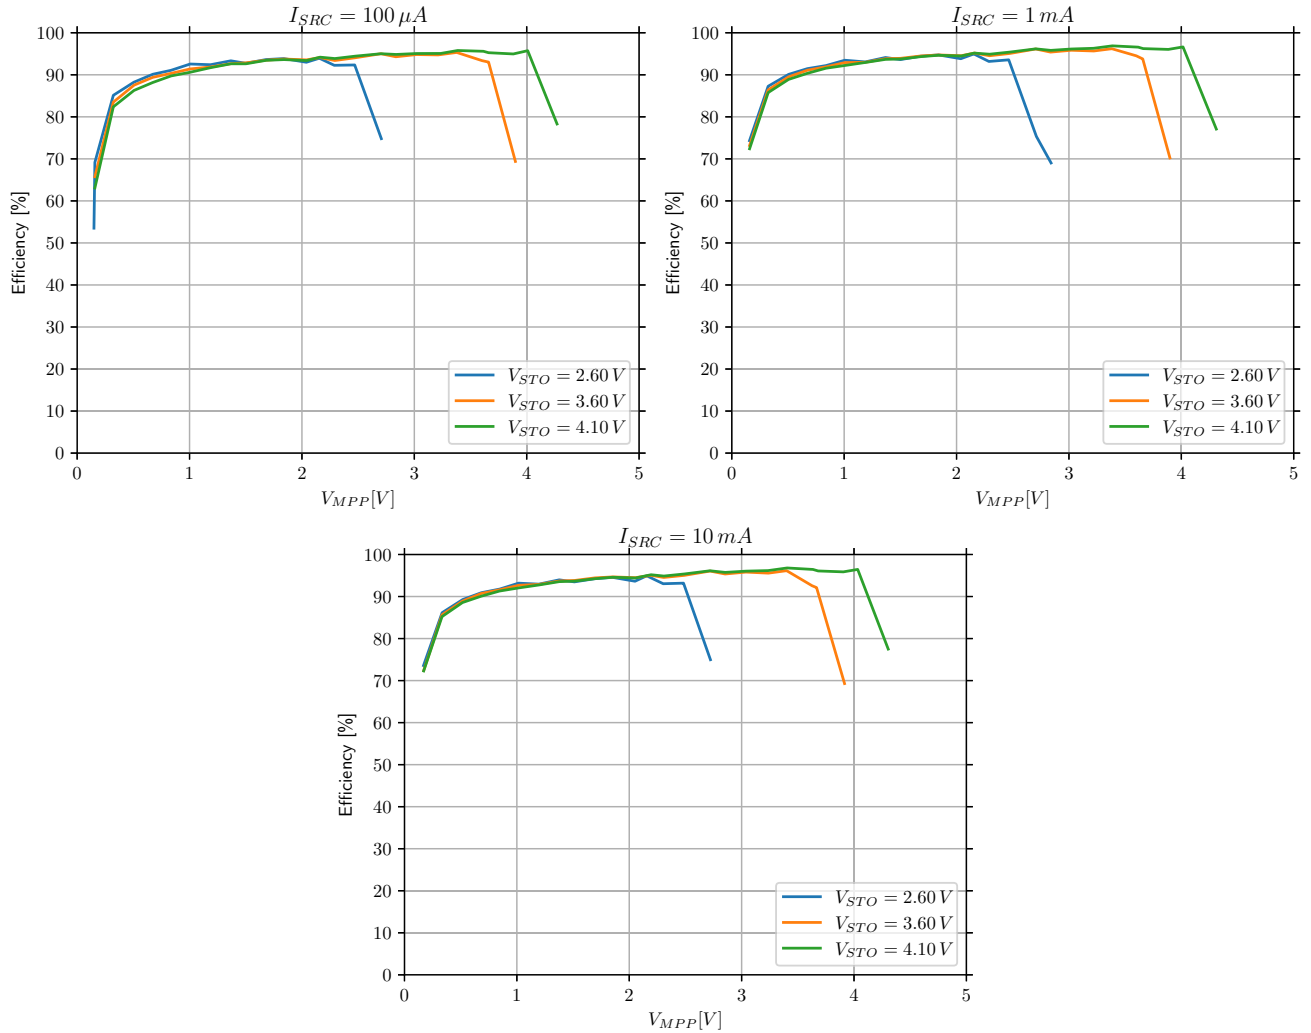 I_SRC = 100 μA
Efficiency [%]
100
90
80
70
60
50
40
30
20
10
0
0 1 2 3 4 5
V_MPP[V]
V_STO = 2.60 V
V_STO = 3.60 V
V_STO = 4.10 V
I_SRC = 1 mA
Efficiency [%]
100
90
80
70
60
50
40
30
20
10
0
0 1 2 3 4 5
V_MPP[V]
V_STO = 2.60 V
V_STO = 3.60 V
V_STO = 4.10 V
I_SRC = 10 mA
Efficiency [%]
100
90
80
70
60
50
40
30
20
10
0
0 1 2 3 4 5
V_MPP[V]
V_STO = 2.60 V
V_STO = 3.60 V
V_STO = 4.10 V